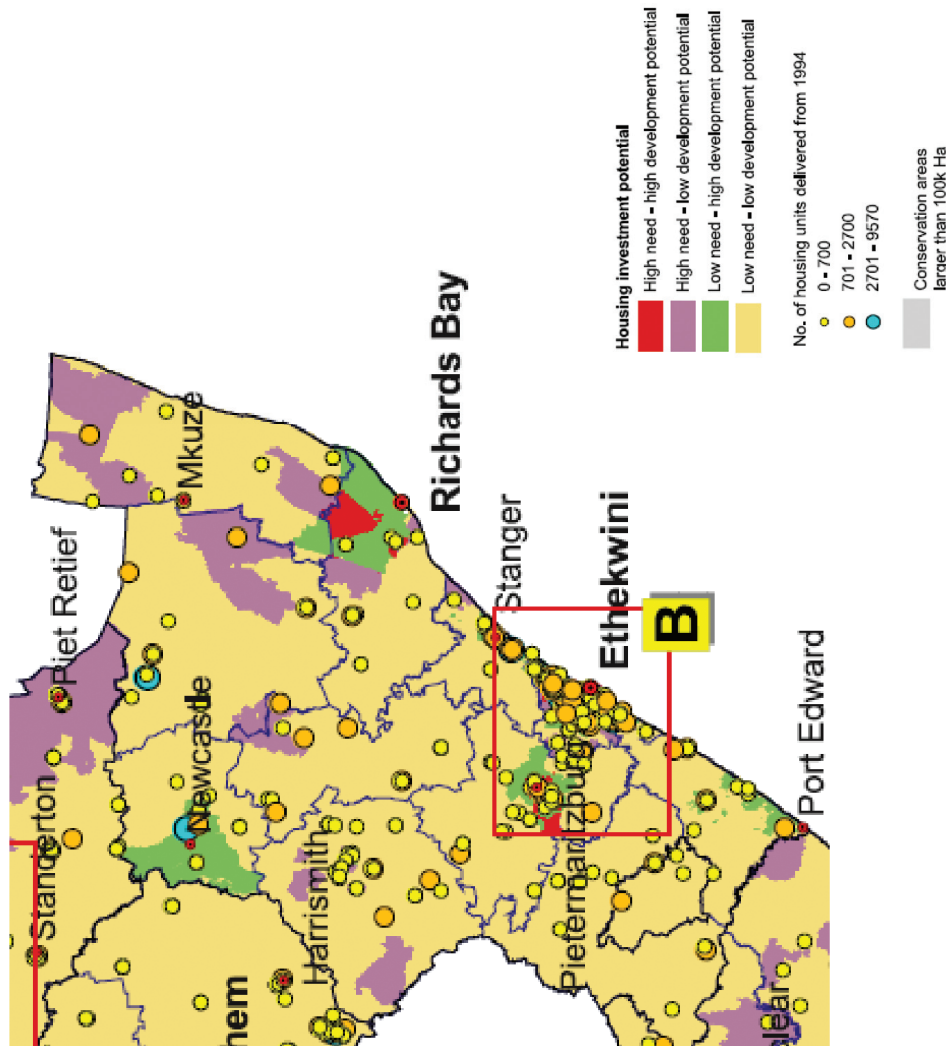 Piet Retief
Standerton
Mkuze
Newcastle
Richards Bay
Harrismith
hem
Stanger
Ethekwini
B
Pietermaritzburg
Port Edward
lear
Housing investment potential
High need - high development potential
High need - low development potential
Low need - high development potential
Low need - low development potential
No. of housing units delivered from 1994
0 - 700
701 - 2700
2701 - 9570
Conservation areas
larger than 100k Ha